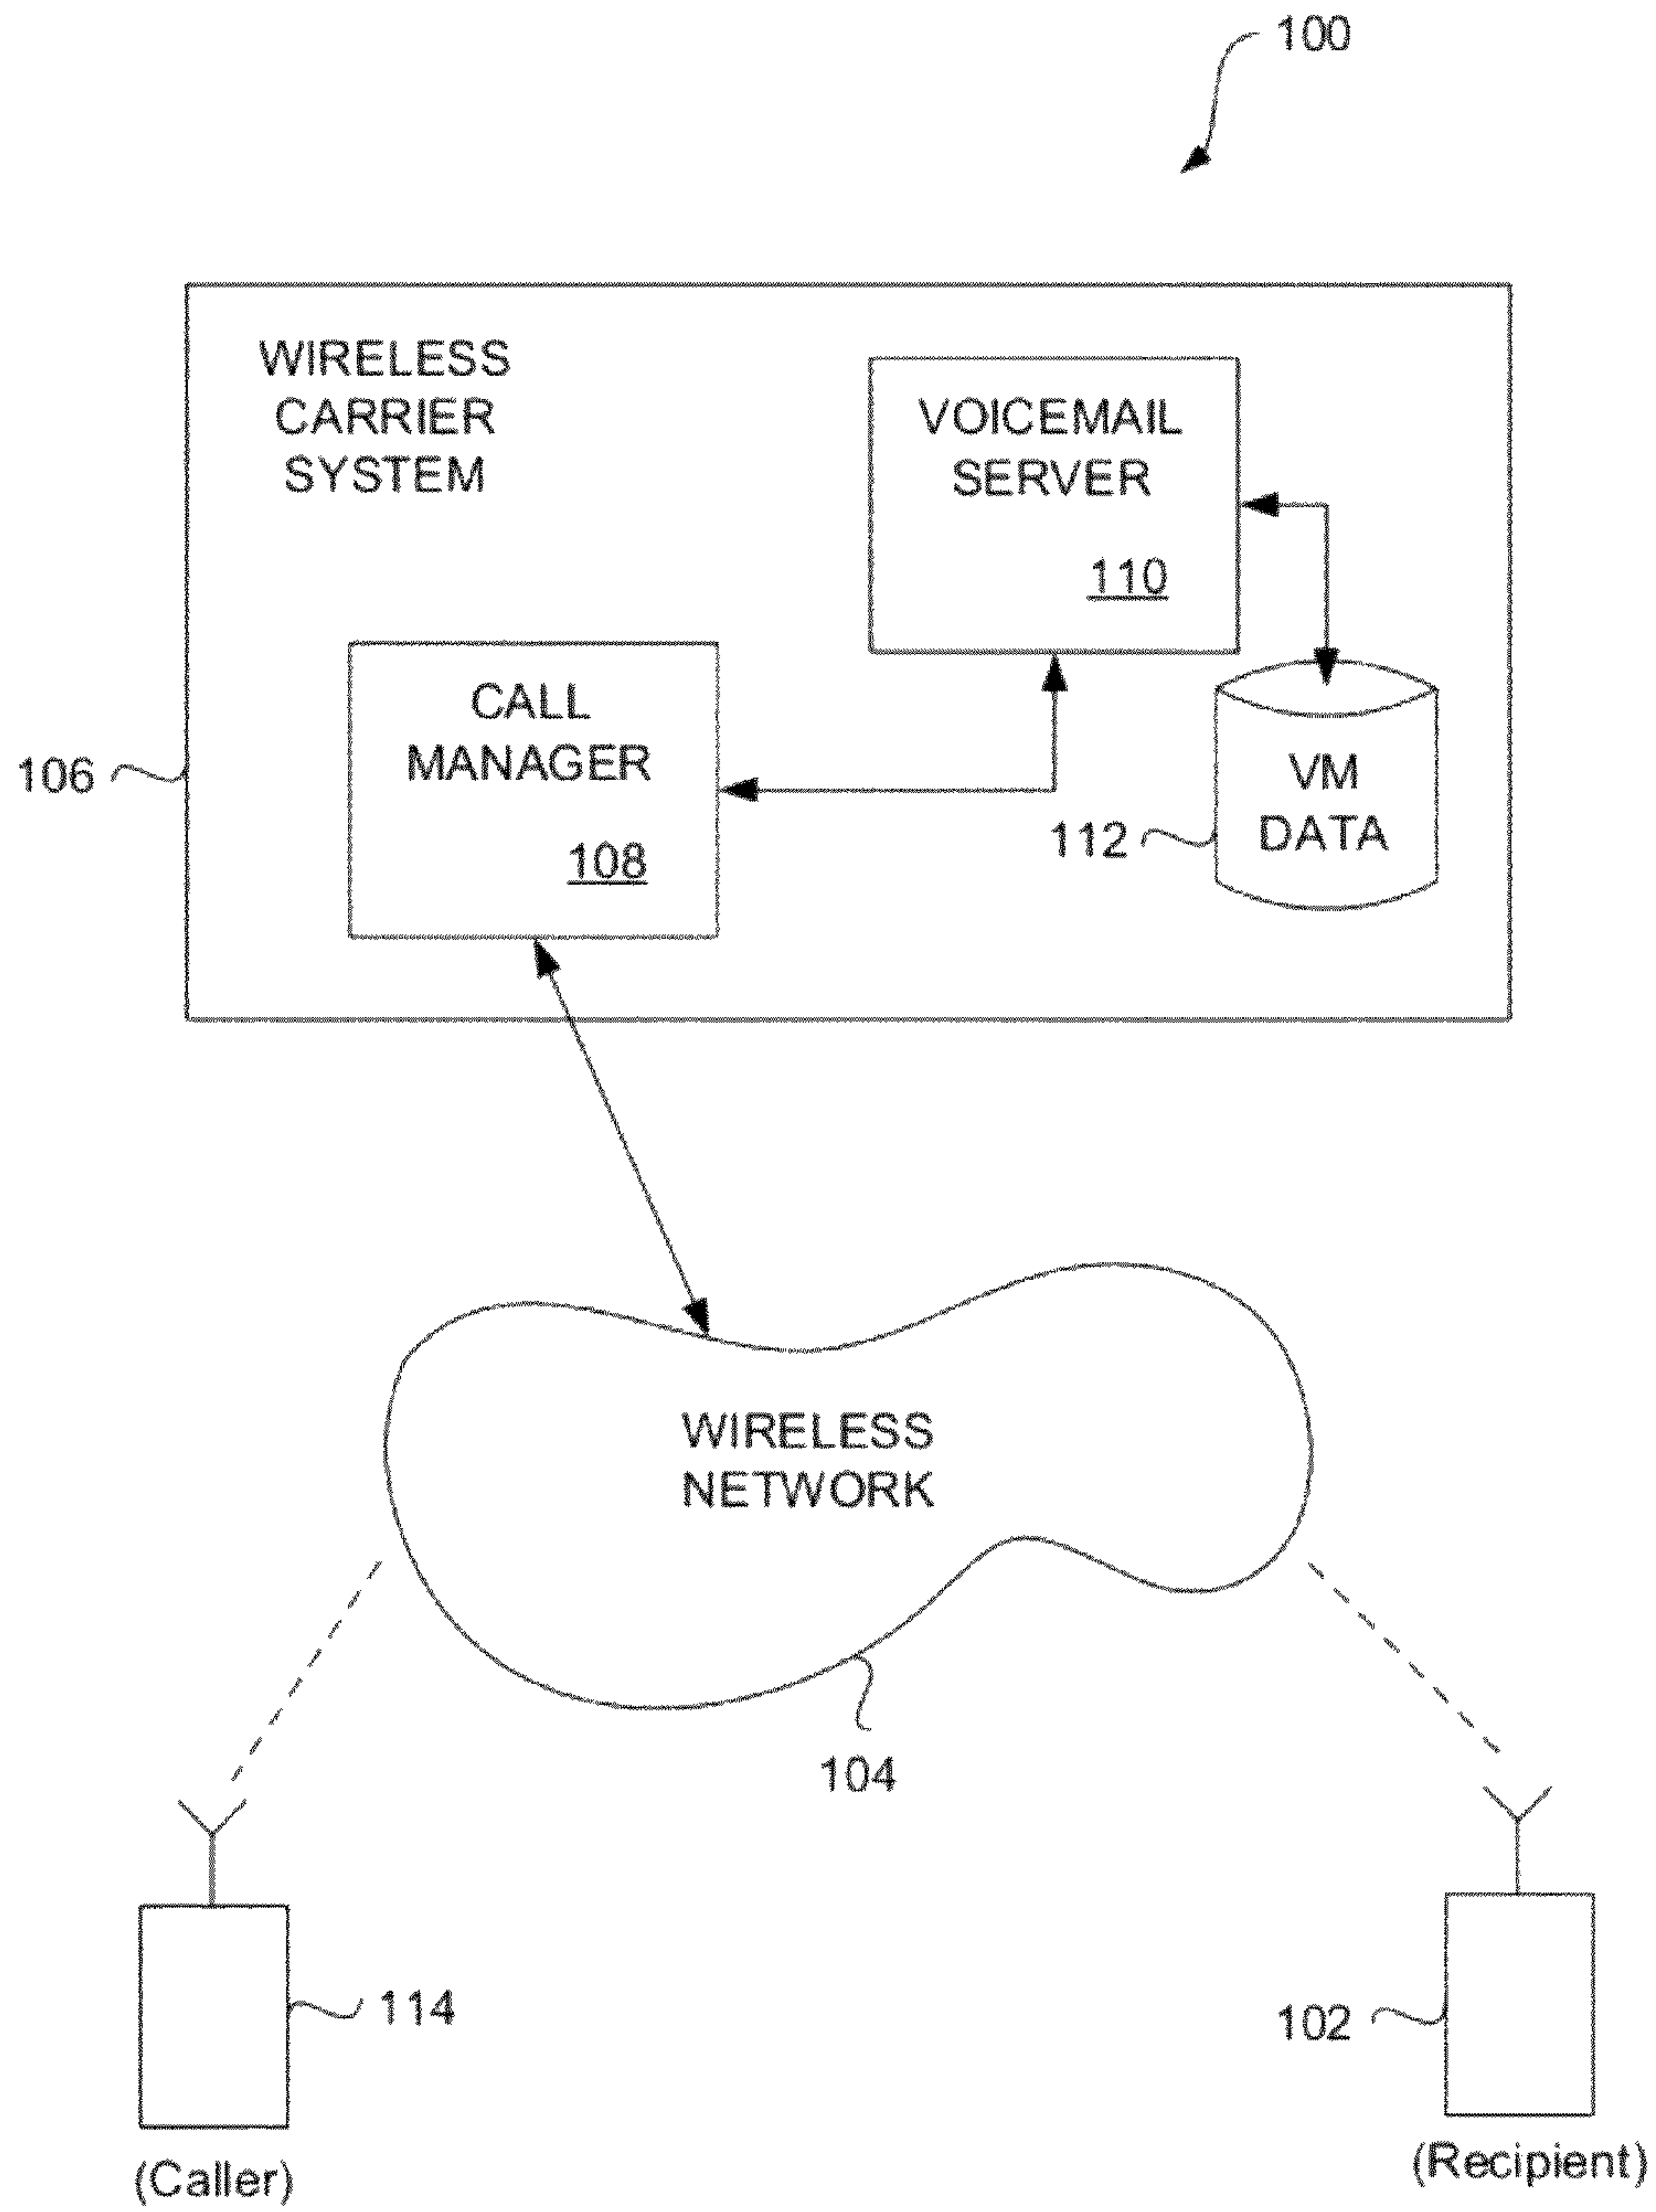 100
WIRELESS
CARRIER
SYSTEM
VOICEMAIL
SERVER
110
CALL
MANAGER
108
106
VM
DATA
112
WIRELESS
NETWORK
104
114
102
(Caller)
(Recipient)